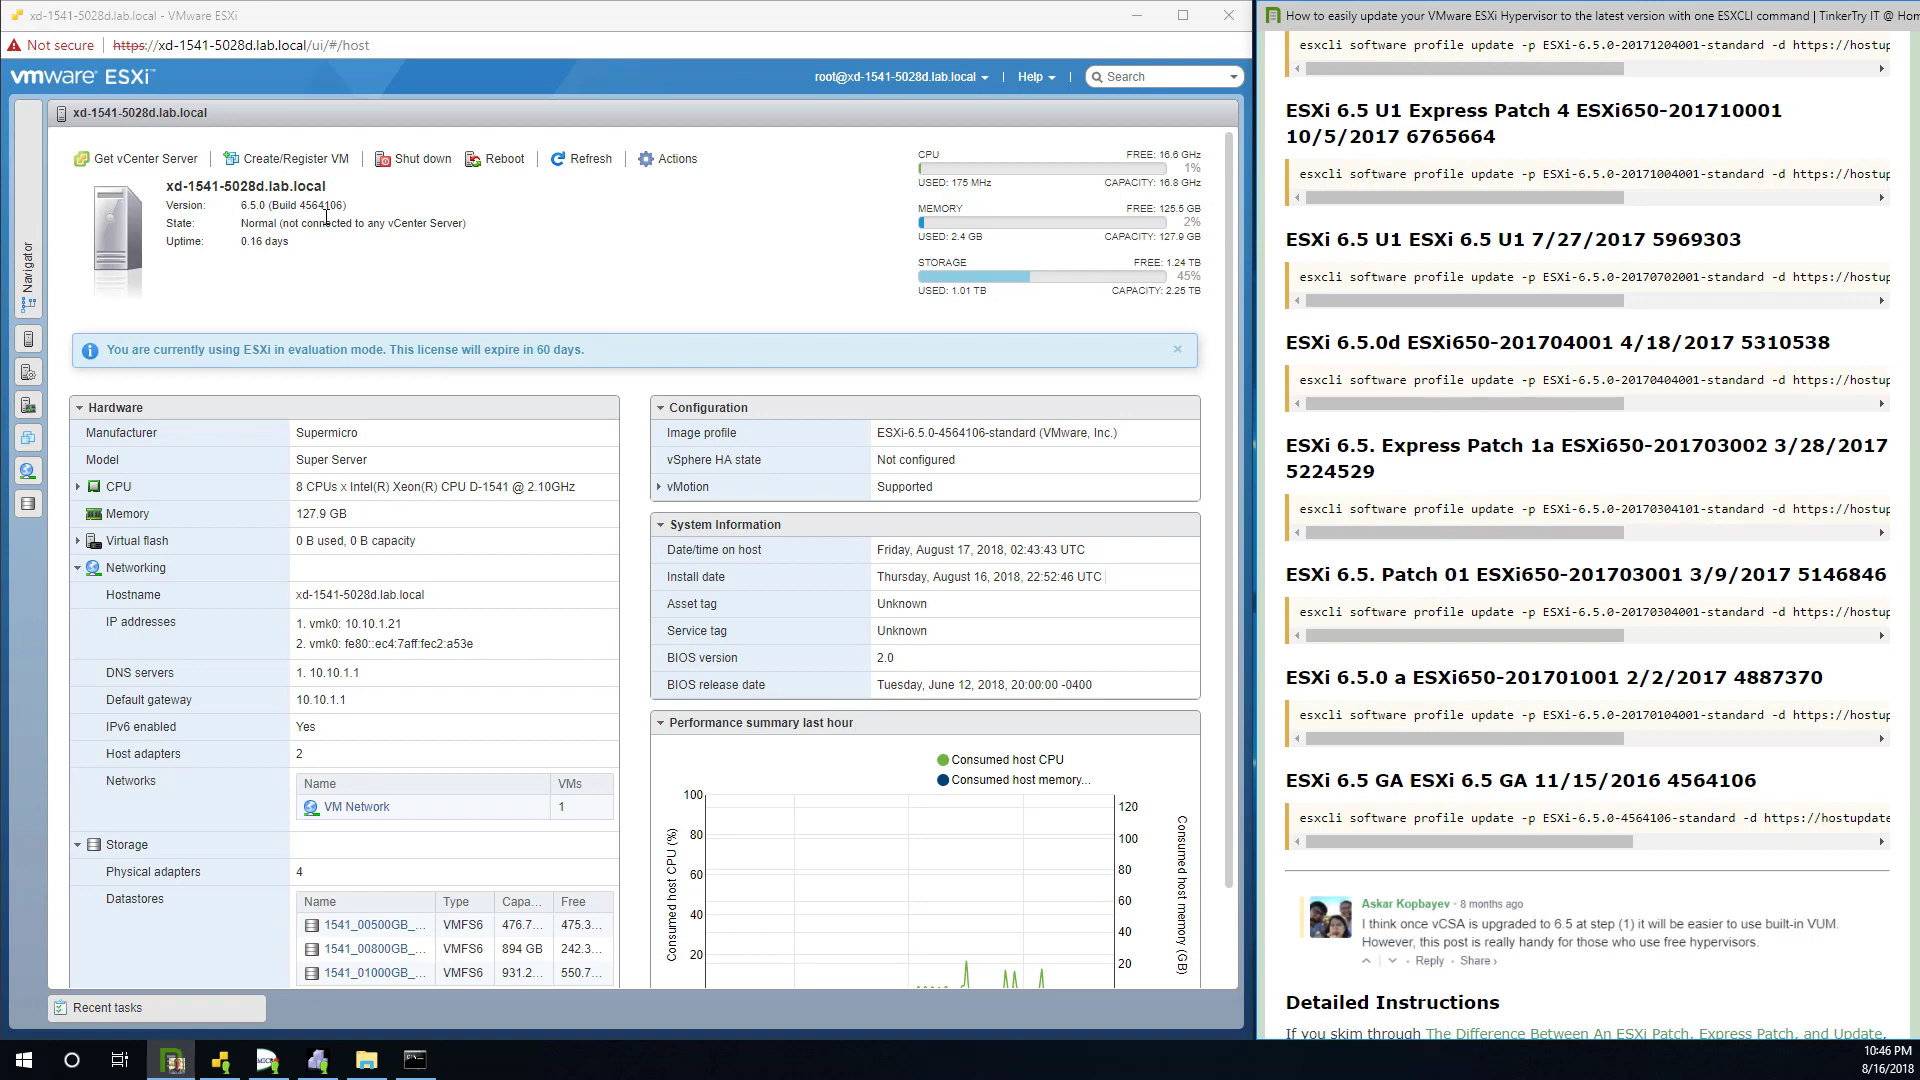 xd-1541-5028d.lab.local - VMware ESXi
Not secure | https://xd-1541-5028d.lab.local/ui/#/host
vmware ESXi™
root@xd-1541-5028d.lab.local | Help | Search
Navigator
xd-1541-5028d.lab.local
Get vCenter Server | Create/Register VM | Shut down Reboot | Refresh | Actions
xd-1541-5028d.lab.local
Version: 6.5.0 (Build 4564106)
State: Normal (not connected to any vCenter Server)
Uptime: 0.16 days
CPU FREE: 16.6 GHz
1%
USED: 175 MHz CAPACITY: 16.8 GHz
MEMORY FREE: 125.5 GB
2%
USED: 2.4 GB CAPACITY: 127.9 GB
STORAGE FREE: 1.24 TB
45%
USED: 1.01 TB CAPACITY: 2.25 TB
You are currently using ESXi in evaluation mode. This license will expire in 60 days.
Hardware
Manufacturer Supermicro
Model Super Server
CPU 8 CPUs x Intel(R) Xeon(R) CPU D-1541 @ 2.10GHz
Memory 127.9 GB
Virtual flash 0 B used, 0 B capacity
Networking
Hostname xd-1541-5028d.lab.local
IP addresses 1. vmk0: 10.10.1.21
2. vmk0: fe80::ec4:7aff:fec2:a53e
DNS servers 1. 10.10.1.1
Default gateway 10.10.1.1
IPv6 enabled Yes
Host adapters 2
Networks Name VMs
VM Network 1
Storage
Physical adapters 4
Datastores Name Type Capa... Free
1541_00500GB_... VMFS6 476.7... 475.3...
1541_00800GB_... VMFS6 894 GB 242.3...
1541_01000GB_... VMFS6 931.2... 550.7...
Configuration
Image profile ESXi-6.5.0-4564106-standard (VMware, Inc.)
vSphere HA state Not configured
vMotion Supported
System Information
Date/time on host Friday, August 17, 2018, 02:43:43 UTC
Install date Thursday, August 16, 2018, 22:52:46 UTC
Asset tag Unknown
Service tag Unknown
BIOS version 2.0
BIOS release date Tuesday, June 12, 2018, 20:00:00 -0400
Performance summary last hour
Consumed host CPU
Consumed host memory...
100 120
80 100
60 80
40 60
20 40
20
Consumed host CPU (%)
Consumed host memory (GB)
Recent tasks
How to easily update your VMware ESXi Hypervisor to the latest version with one ESXCLI command | TinkerTry IT @ Hom
esxcli software profile update -p ESXi-6.5.0-20171204001-standard -d https://hostup
ESXi 6.5 U1 Express Patch 4 ESXi650-201710001
10/5/2017 6765664
esxcli software profile update -p ESXi-6.5.0-20171004001-standard -d https://hostup
ESXi 6.5 U1 ESXi 6.5 U1 7/27/2017 5969303
esxcli software profile update -p ESXi-6.5.0-20170702001-standard -d https://hostup
ESXi 6.5.0d ESXi650-201704001 4/18/2017 5310538
esxcli software profile update -p ESXi-6.5.0-20170404001-standard -d https://hostup
ESXi 6.5. Express Patch 1a ESXi650-201703002 3/28/2017
5224529
esxcli software profile update -p ESXi-6.5.0-20170304101-standard -d https://hostup
ESXi 6.5. Patch 01 ESXi650-201703001 3/9/2017 5146846
esxcli software profile update -p ESXi-6.5.0-20170304001-standard -d https://hostup
ESXi 6.5.0 a ESXi650-201701001 2/2/2017 4887370
esxcli software profile update -p ESXi-6.5.0-20170104001-standard -d https://hostup
ESXi 6.5 GA ESXi 6.5 GA 11/15/2016 4564106
esxcli software profile update -p ESXi-6.5.0-4564106-standard -d https://hostupdate
Askar Kopbayev • 8 months ago
I think once vCSA is upgraded to 6.5 at step (1) it will be easier to use built-in VUM.
However, this post is really handy for those who use free hypervisors.
• Reply • Share ›
Detailed Instructions
If you skim through The Difference Between An ESXi Patch, Express Patch, and Update,
10:46 PM
8/16/2018